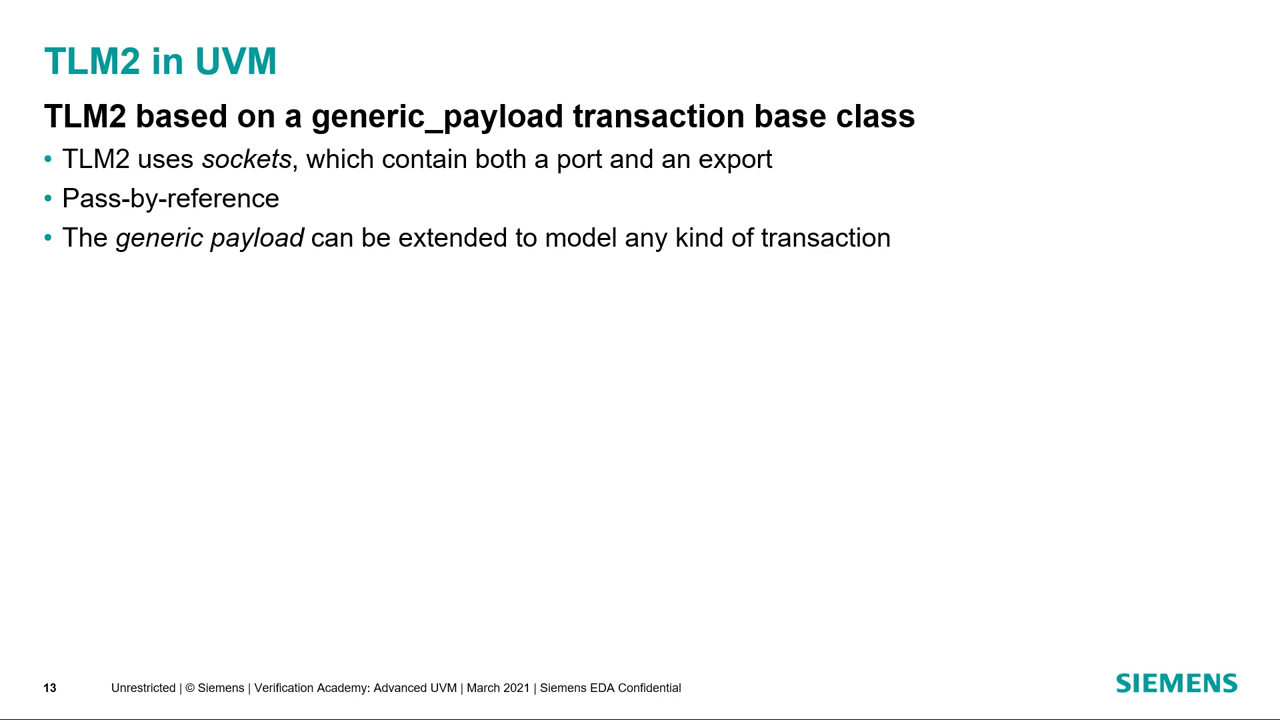 TLM2 in UVM
TLM2 based on a generic_payload transaction base class
• TLM2 uses sockets, which contain both a port and an export
• Pass-by-reference
• The generic payload can be extended to model any kind of transaction
13 Unrestricted | © Siemens | Verification Academy: Advanced UVM | March 2021 | Siemens EDA Confidential
SIEMENS